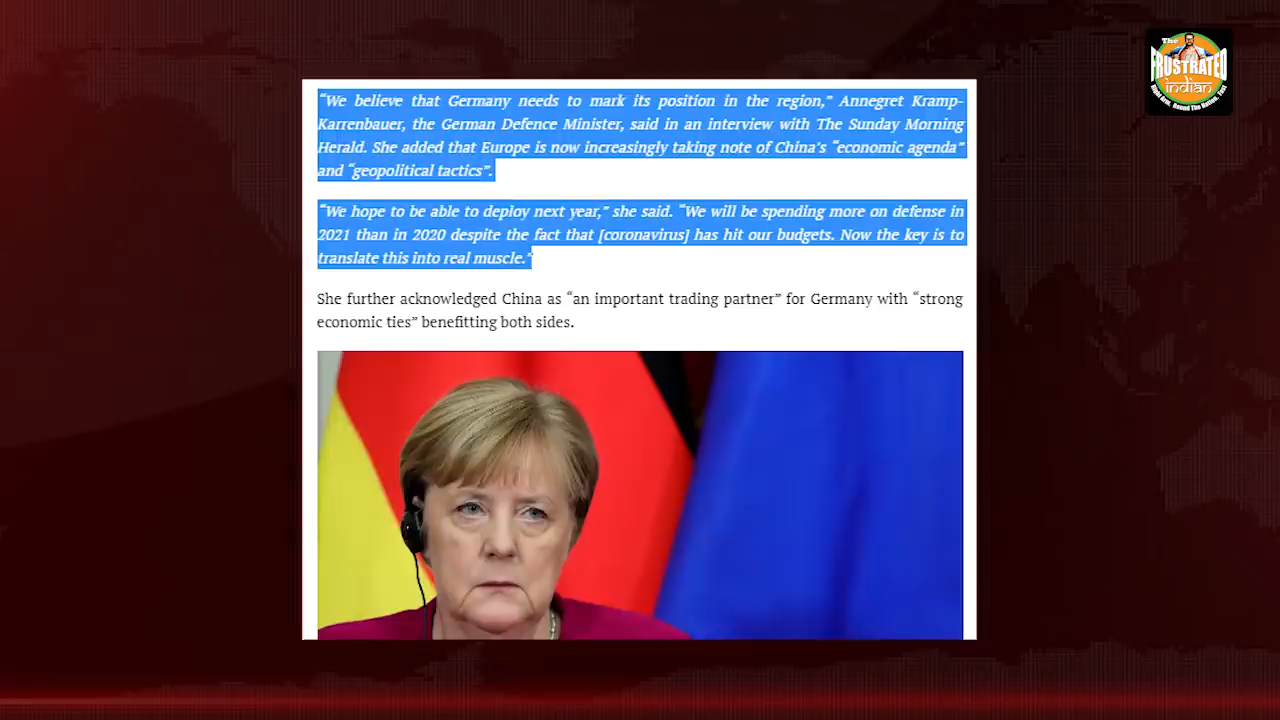 The
FRUSTRATED
indian
“We believe that Germany needs to mark its position in the region,” Annegret Kramp-
Karrenbauer, the German Defence Minister, said in an interview with The Sunday Morning
Herald. She added that Europe is now increasingly taking note of China’s “economic agenda”
and “geopolitical tactics”.
“We hope to be able to deploy next year,” she said. “We will be spending more on defense in
2021 than in 2020 despite the fact that [coronavirus] has hit our budgets. Now the key is to
translate this into real muscle.”
She further acknowledged China as “an important trading partner” for Germany with “strong
economic ties” benefitting both sides.